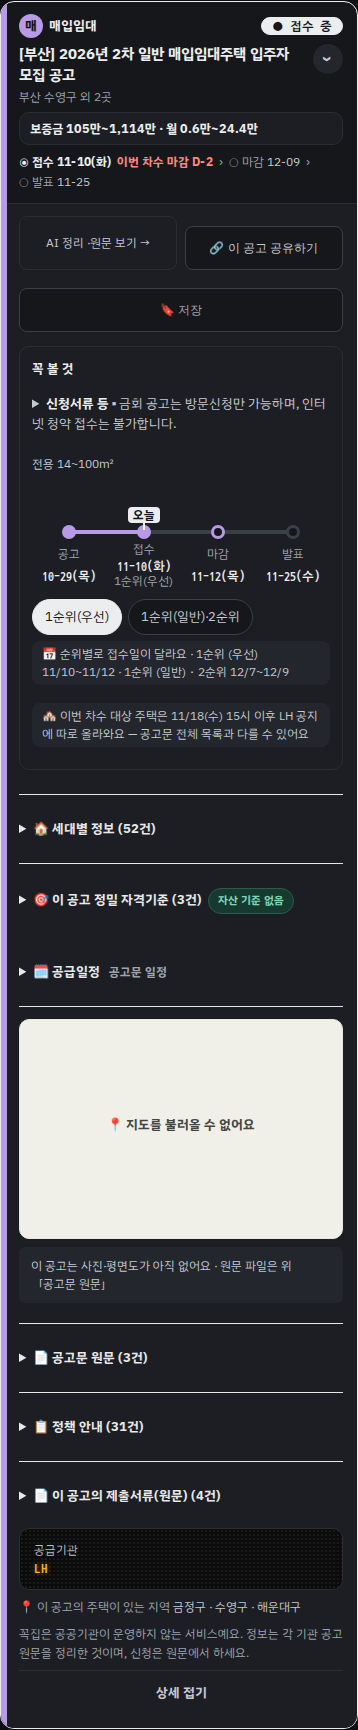 매 매입임대 ● 접수 중
[부산] 2026년 2차 일반 매입임대주택 입주자
모집 공고
부산 수영구 외 2곳
보증금 105만~1,114만 · 월 0.6만~24.4만
접수 11-10(화) 이번 차수 마감 D-2 › 마감 12-09 ›
발표 11-25
AI 정리 ·원문 보기 →
🔗 이 공고 공유하기
🔖 저장
꼭 볼 것
▶ 신청서류 등 ▪ 금회 공고는 방문신청만 가능하며, 인터
넷 청약 접수는 불가합니다.
전용 14~100m²
오늘
공고 접수 마감 발표
10-29(목) 11-10(화) 11-12(목) 11-25(수)
1순위(우선)
1순위(우선) 1순위(일반)·2순위
📅 순위별로 접수일이 달라요 · 1순위 (우선)
11/10~11/12 · 1순위 (일반) · 2순위 12/7~12/9
🏘️ 이번 차수 대상 주택은 11/18(수) 15시 이후 LH 공지
에 따로 올라와요 — 공고문 전체 목록과 다를 수 있어요
▶ 🏠 세대별 정보 (52건)
▶ 🎯 이 공고 정밀 자격기준 (3건) 자산 기준 없음
▶ 🗓️ 공급일정 공고문 일정
📍 지도를 불러올 수 없어요
이 공고는 사진·평면도가 아직 없어요 · 원문 파일은 위
「공고문 원문」
▶ 📄 공고문 원문 (3건)
▶ 📋 정책 안내 (31건)
▶ 📄 이 공고의 제출서류(원문) (4건)
공급기관
LH
📍 이 공고의 주택이 있는 지역 금정구 · 수영구 · 해운대구
꼭집은 공공기관이 운영하지 않는 서비스예요. 정보는 각 기관 공고
원문을 정리한 것이며, 신청은 원문에서 하세요.
상세 접기